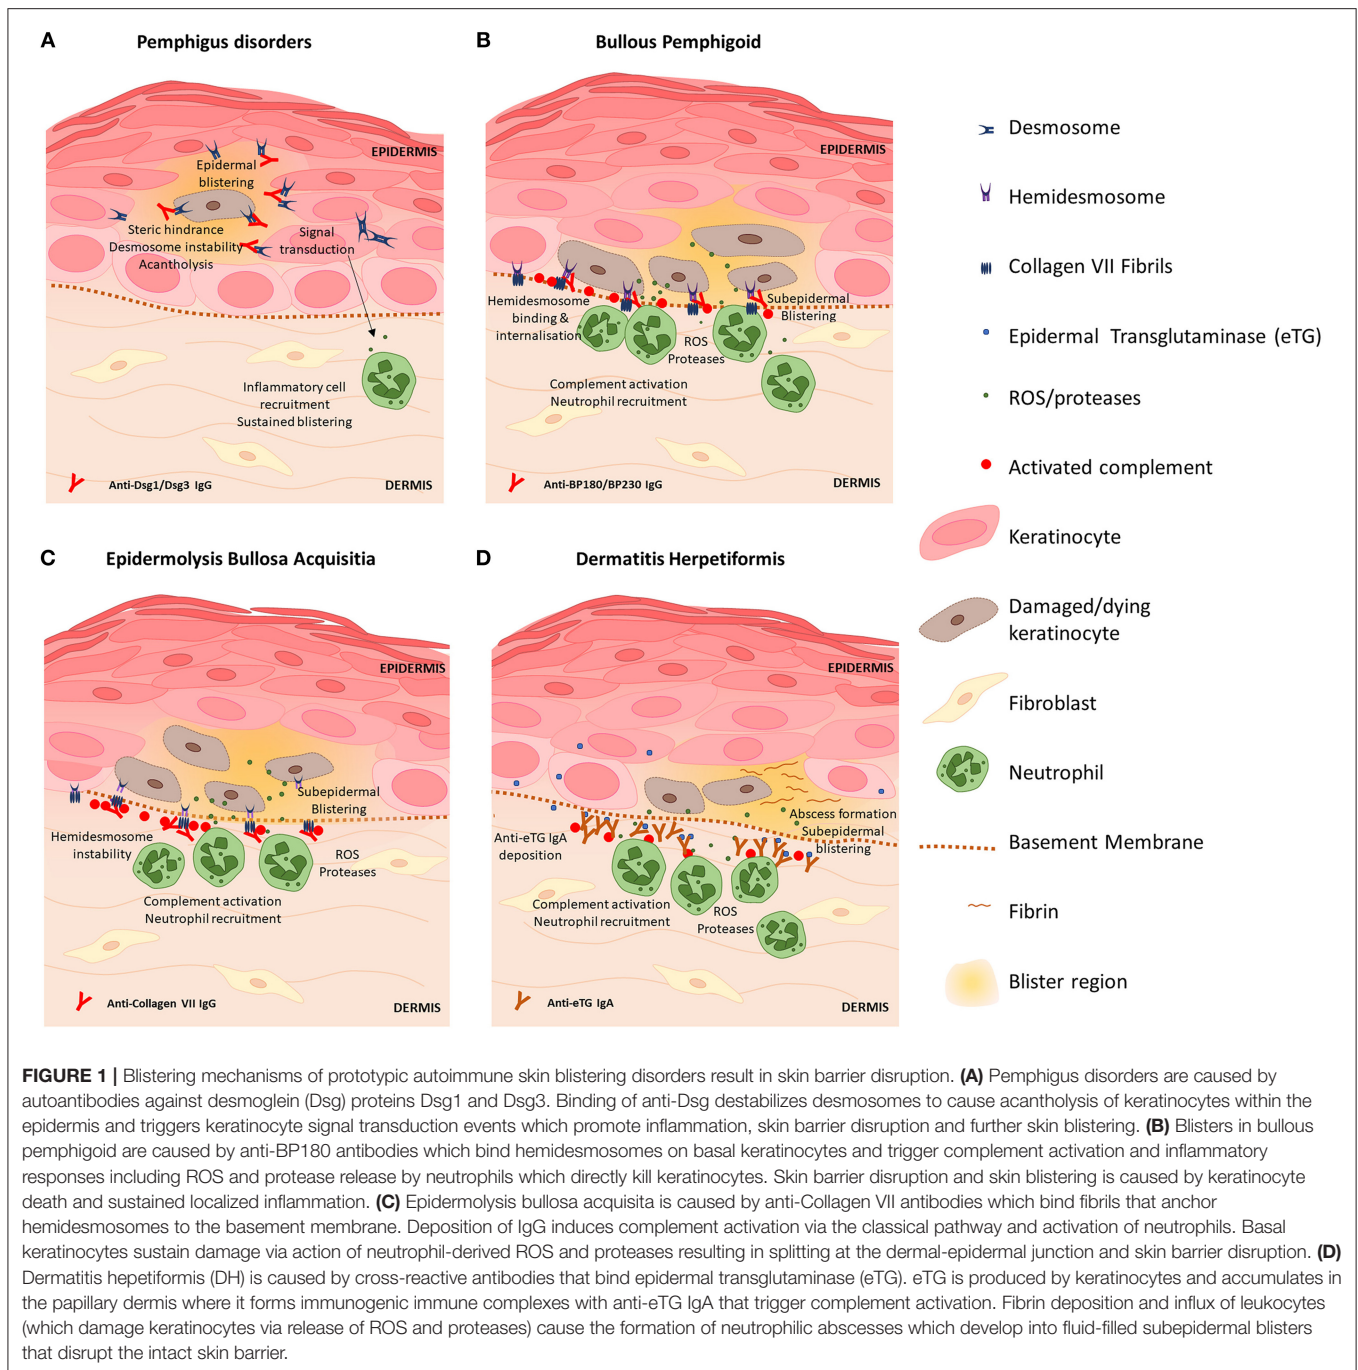 A
Pemphigus disorders
EPIDERMIS
Epidermal
blistering
Steric hindrance
Desmosome instability
Acantholysis
Signal
transduction
Inflammatory cell
recruitment
Sustained blistering
Anti-Dsg1/Dsg3 IgG
DERMIS
B
Bullous Pemphigoid
EPIDERMIS
Hemidesmosome
binding &
internalisation
Subepidermal
Blistering
ROS
Proteases
Complement activation
Neutrophil recruitment
Anti-BP180/BP230 IgG
DERMIS
C
Epidermolysis Bullosa Acquisitia
EPIDERMIS
Subepidermal
Blistering
Hemidesmosome
instability
ROS
Proteases
Complement activation
Neutrophil recruitment
Anti-Collagen VII IgG
DERMIS
D
Dermatitis Herpetiformis
EPIDERMIS
Abscess formation
Subepidermal
blistering
Anti-eTG IgA
deposition
Complement activation
Neutrophil recruitment
ROS
Proteases
Anti-eTG IgA
DERMIS
Desmosome
Hemidesmosome
Collagen VII Fibrils
Epidermal Transglutaminase (eTG)
ROS/proteases
Activated complement
Keratinocyte
Damaged/dying
keratinocyte
Fibroblast
Neutrophil
Basement Membrane
Fibrin
Blister region
FIGURE 1 | Blistering mechanisms of prototypic autoimmune skin blistering disorders result in skin barrier disruption. (A) Pemphigus disorders are caused by
autoantibodies against desmoglein (Dsg) proteins Dsg1 and Dsg3. Binding of anti-Dsg destabilizes desmosomes to cause acantholysis of keratinocytes within the
epidermis and triggers keratinocyte signal transduction events which promote inflammation, skin barrier disruption and further skin blistering. (B) Blisters in bullous
pemphigoid are caused by anti-BP180 antibodies which bind hemidesmosomes on basal keratinocytes and trigger complement activation and inflammatory
responses including ROS and protease release by neutrophils which directly kill keratinocytes. Skin barrier disruption and skin blistering is caused by keratinocyte
death and sustained localized inflammation. (C) Epidermolysis bullosa acquisita is caused by anti-Collagen VII antibodies which bind fibrils that anchor
hemidesmosomes to the basement membrane. Deposition of IgG induces complement activation via the classical pathway and activation of neutrophils. Basal
keratinocytes sustain damage via action of neutrophil-derived ROS and proteases resulting in splitting at the dermal-epidermal junction and skin barrier disruption. (D)
Dermatitis hepetiformis (DH) is caused by cross-reactive antibodies that bind epidermal transglutaminase (eTG). eTG is produced by keratinocytes and accumulates in
the papillary dermis where it forms immunogenic immune complexes with anti-eTG IgA that trigger complement activation. Fibrin deposition and influx of leukocytes
(which damage keratinocytes via release of ROS and proteases) cause the formation of neutrophilic abscesses which develop into fluid-filled subepidermal blisters
that disrupt the intact skin barrier.